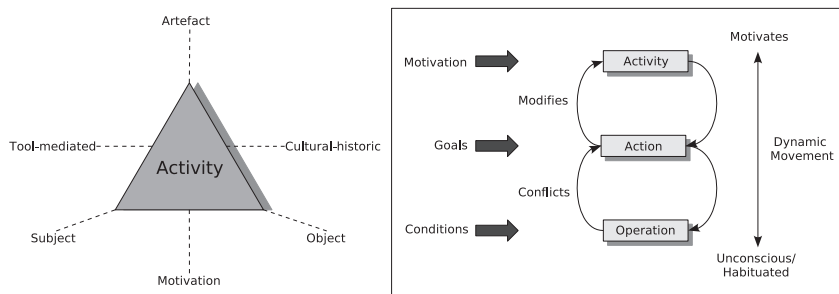 Artefact
Tool-mediated
Cultural-historic
Activity
Subject
Object
Motivation
Motivation
Activity
Motivates
Modifies
Goals
Action
Dynamic
Movement
Conflicts
Conditions
Operation
Unconscious/
Habituated